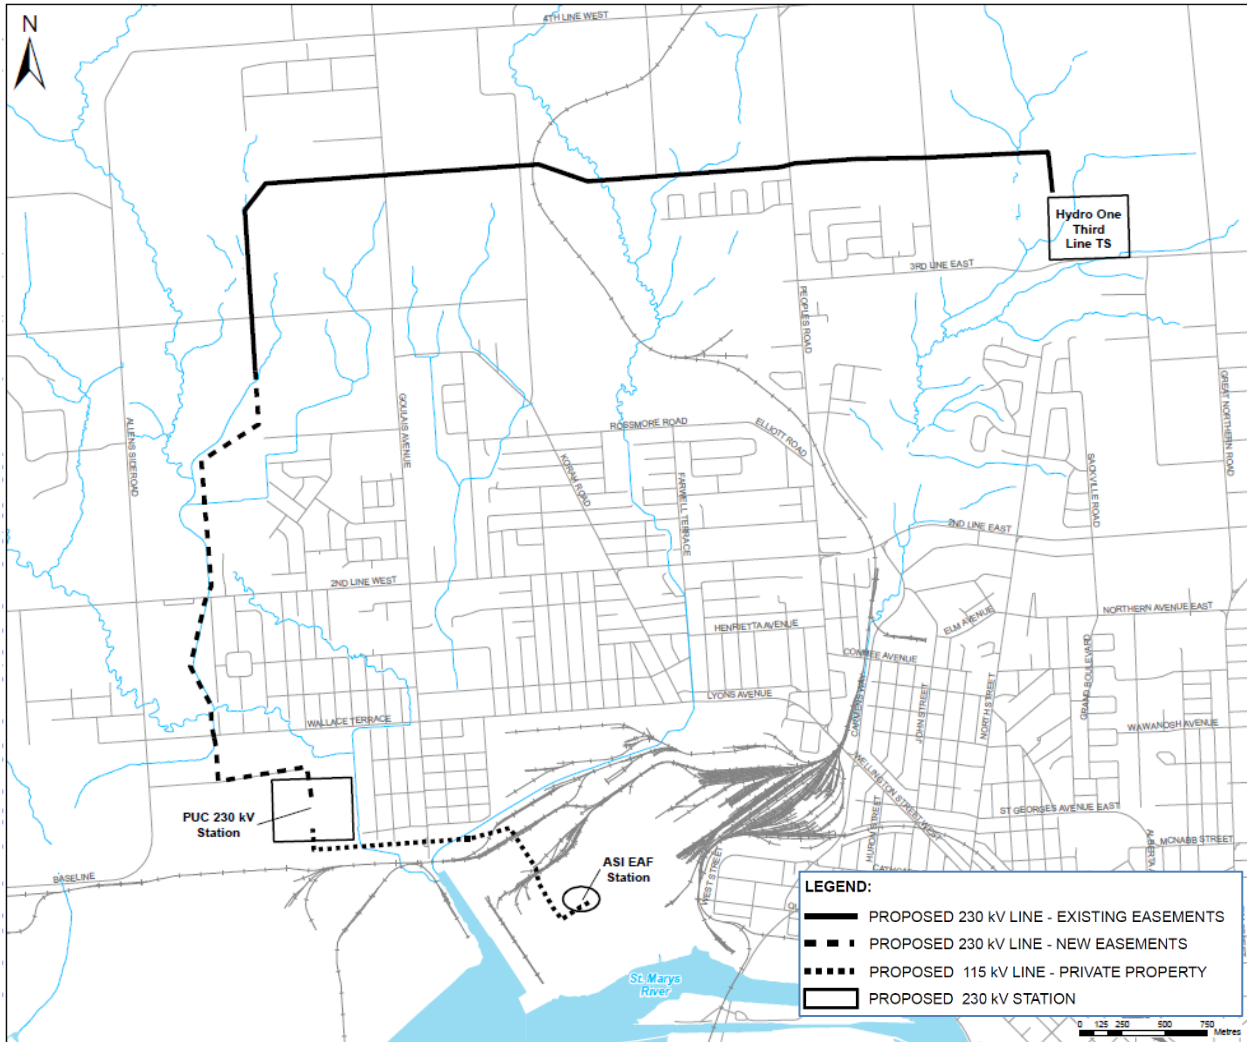 N
4TH LINE WEST
Hydro One
Third
Line TS
3RD LINE EAST
PEOPLES ROAD
GREAT NORTHERN ROAD
ALLENS SIDEROAD
GOULAIS AVENUE
ROSSMORE ROAD
ELLIOTT ROAD
KORAH ROAD
FARWELL TERRACE
SACKVILLE ROAD
2ND LINE EAST
2ND LINE WEST
HENRIETTA AVENUE
ELM AVENUE
NORTHERN AVENUE EAST
CONMEE AVENUE
LYONS AVENUE
CARMENS WAY
JOHN STREET
NORTH STREET
GRAND BOULEVARD
WALLACE TERRACE
WAWANOSH AVENUE
WELLINGTON STREET WEST
PUC 230 kV
Station
ST GEORGES AVENUE EAST
HURON STREET
MCNABB STREET
WEST STREET
ASI EAF
Station
BASELINE
St. Marys
River
LEGEND:
PROPOSED 230 kV LINE - EXISTING EASEMENTS
PROPOSED 230 kV LINE - NEW EASEMENTS
PROPOSED 115 kV LINE - PRIVATE PROPERTY
PROPOSED 230 kV STATION
0 125 250 500 750
Metres